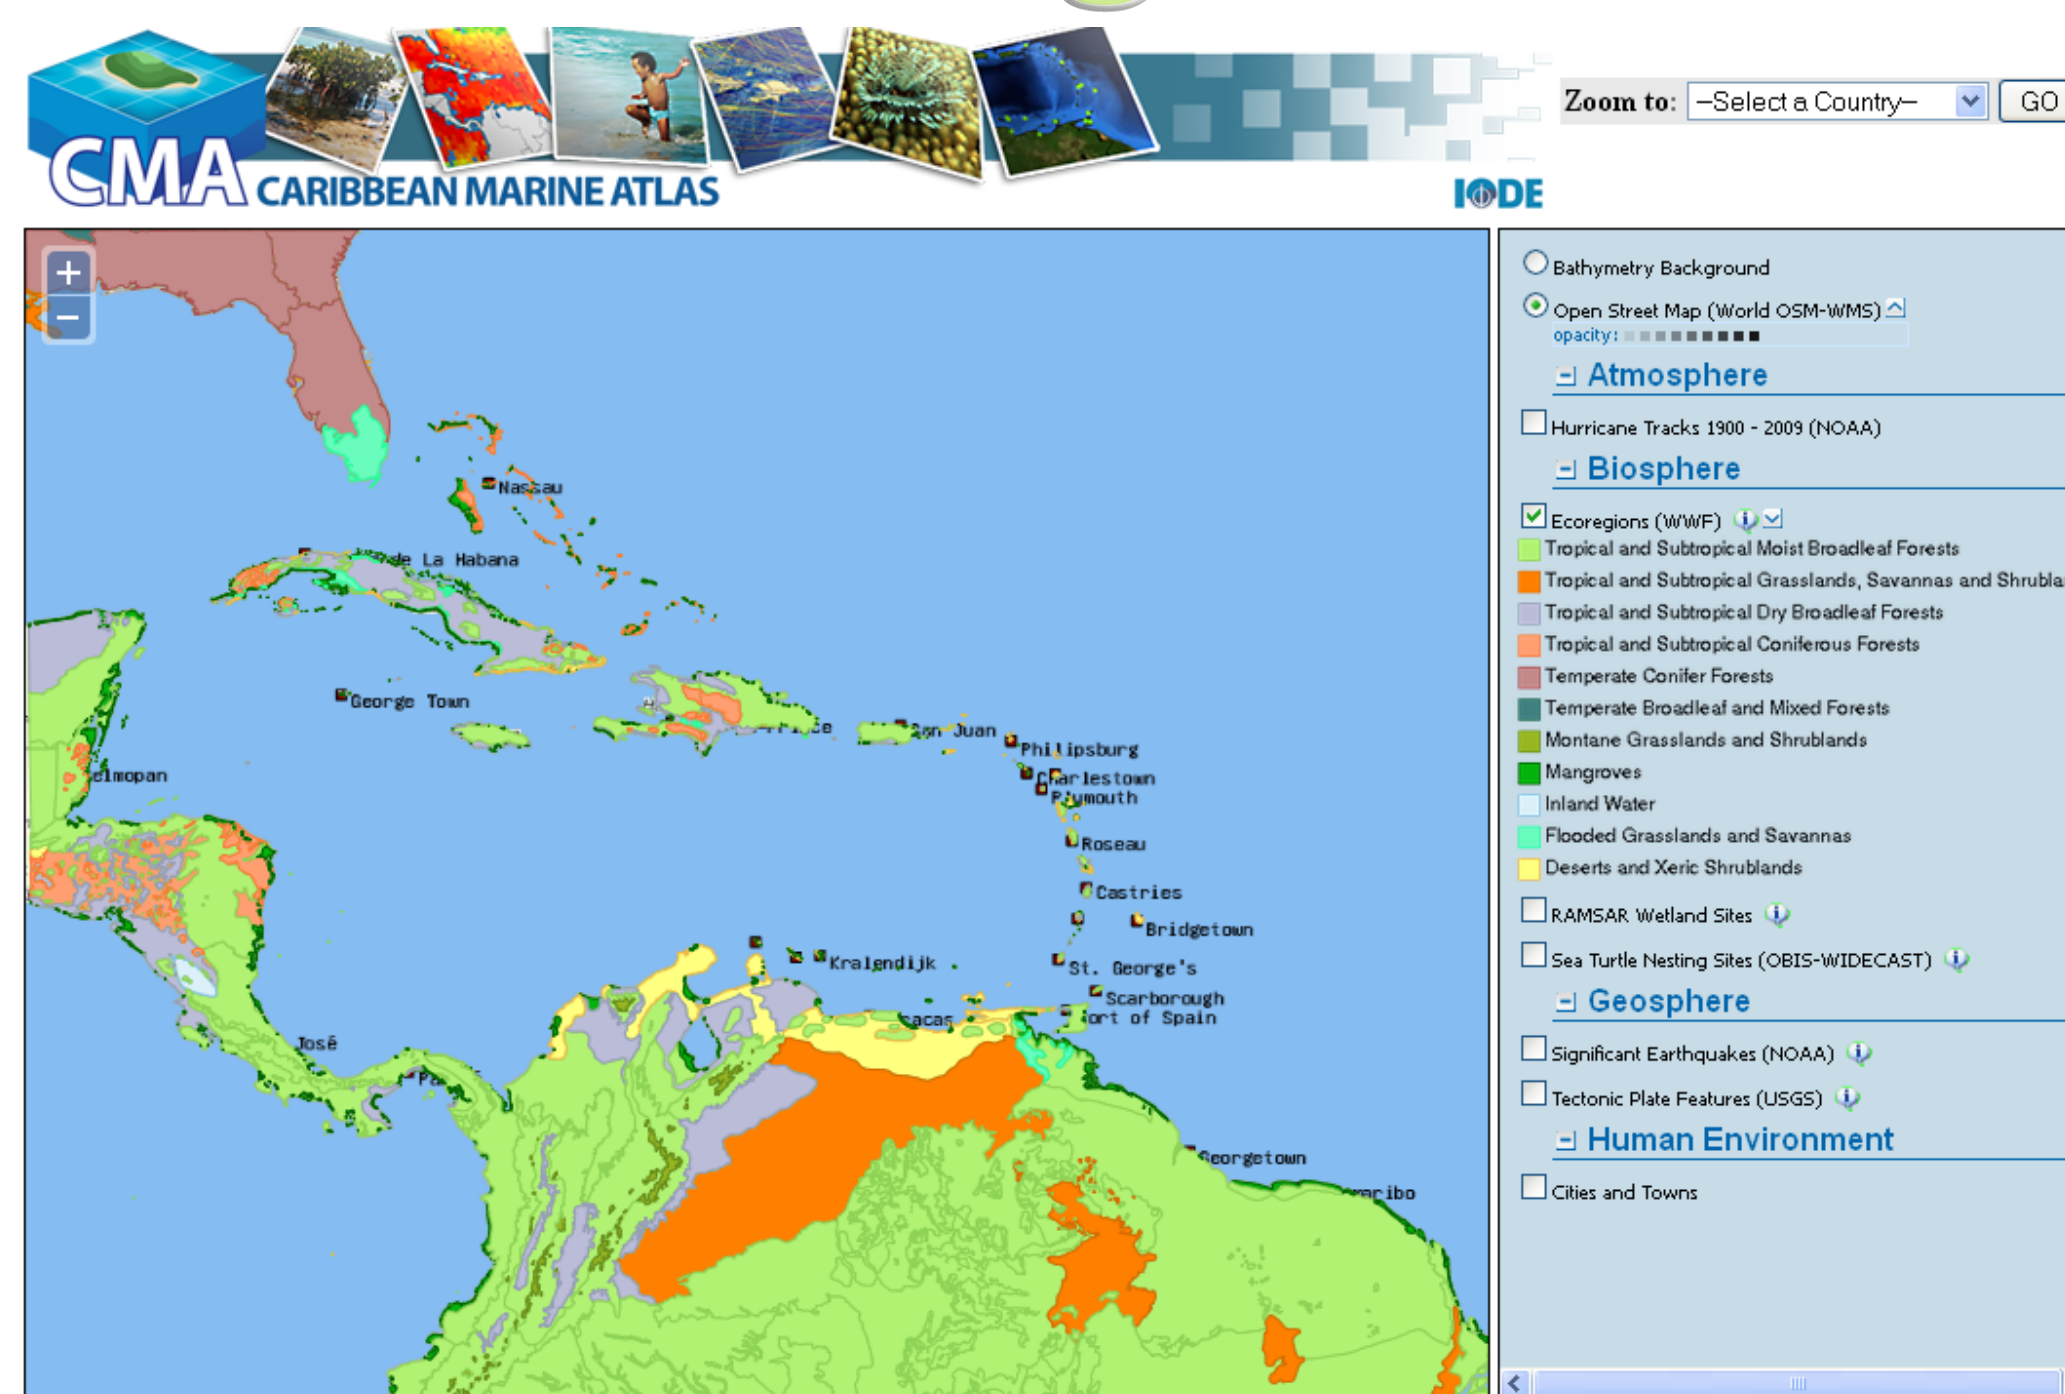 CMA CARIBBEAN MARINE ATLAS
IODE
Zoom to: --Select a Country-- GO
+
−
Nassau
de La Habana
George Town
San Juan
Philipsburg
Charlestown
Plymouth
elmopan
Roseau
Castries
Bridgetown
Kralendijk
St. George's
Scarborough
ort of Spain
acas
José
Georgetown
aribo
Bathymetry Background
Open Street Map (World OSM-WMS)
opacity:
Atmosphere
Hurricane Tracks 1900 - 2009 (NOAA)
Biosphere
Ecoregions (WWF)
Tropical and Subtropical Moist Broadleaf Forests
Tropical and Subtropical Grasslands, Savannas and Shrubla
Tropical and Subtropical Dry Broadleaf Forests
Tropical and Subtropical Coniferous Forests
Temperate Conifer Forests
Temperate Broadleaf and Mixed Forests
Montane Grasslands and Shrublands
Mangroves
Inland Water
Flooded Grasslands and Savannas
Deserts and Xeric Shrublands
RAMSAR Wetland Sites
Sea Turtle Nesting Sites (OBIS-WIDECAST)
Geosphere
Significant Earthquakes (NOAA)
Tectonic Plate Features (USGS)
Human Environment
Cities and Towns